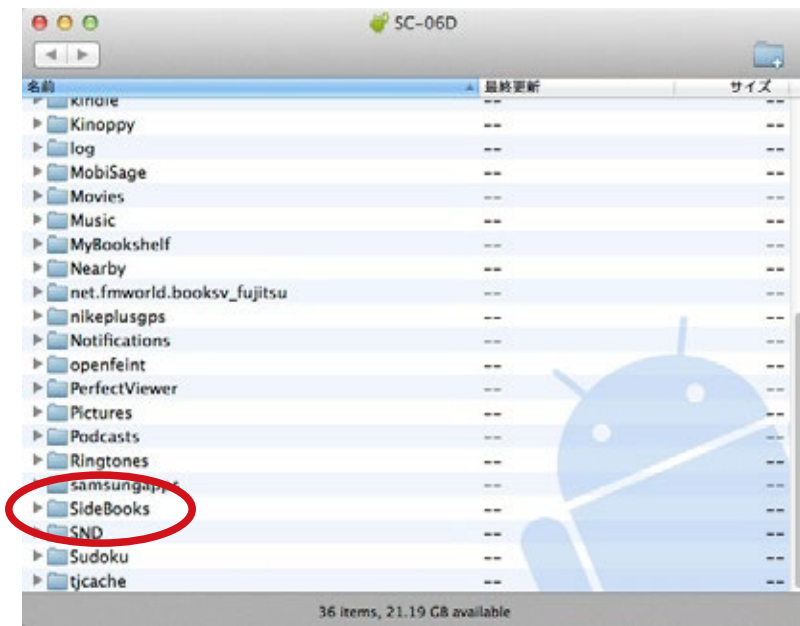 SC-06D
名前 最終更新 サイズ
kindle -- --
Kinoppy -- --
log -- --
MobiSage -- --
Movies -- --
Music -- --
MyBookshelf -- --
Nearby -- --
net.fmworld.booksv_fujitsu -- --
nikeplusgps -- --
Notifications -- --
openfeint -- --
PerfectViewer -- --
Pictures -- --
Podcasts -- --
Ringtones -- --
samsungapps -- --
SideBooks -- --
SND -- --
Sudoku -- --
tjcache -- --
36 items, 21.19 GB available